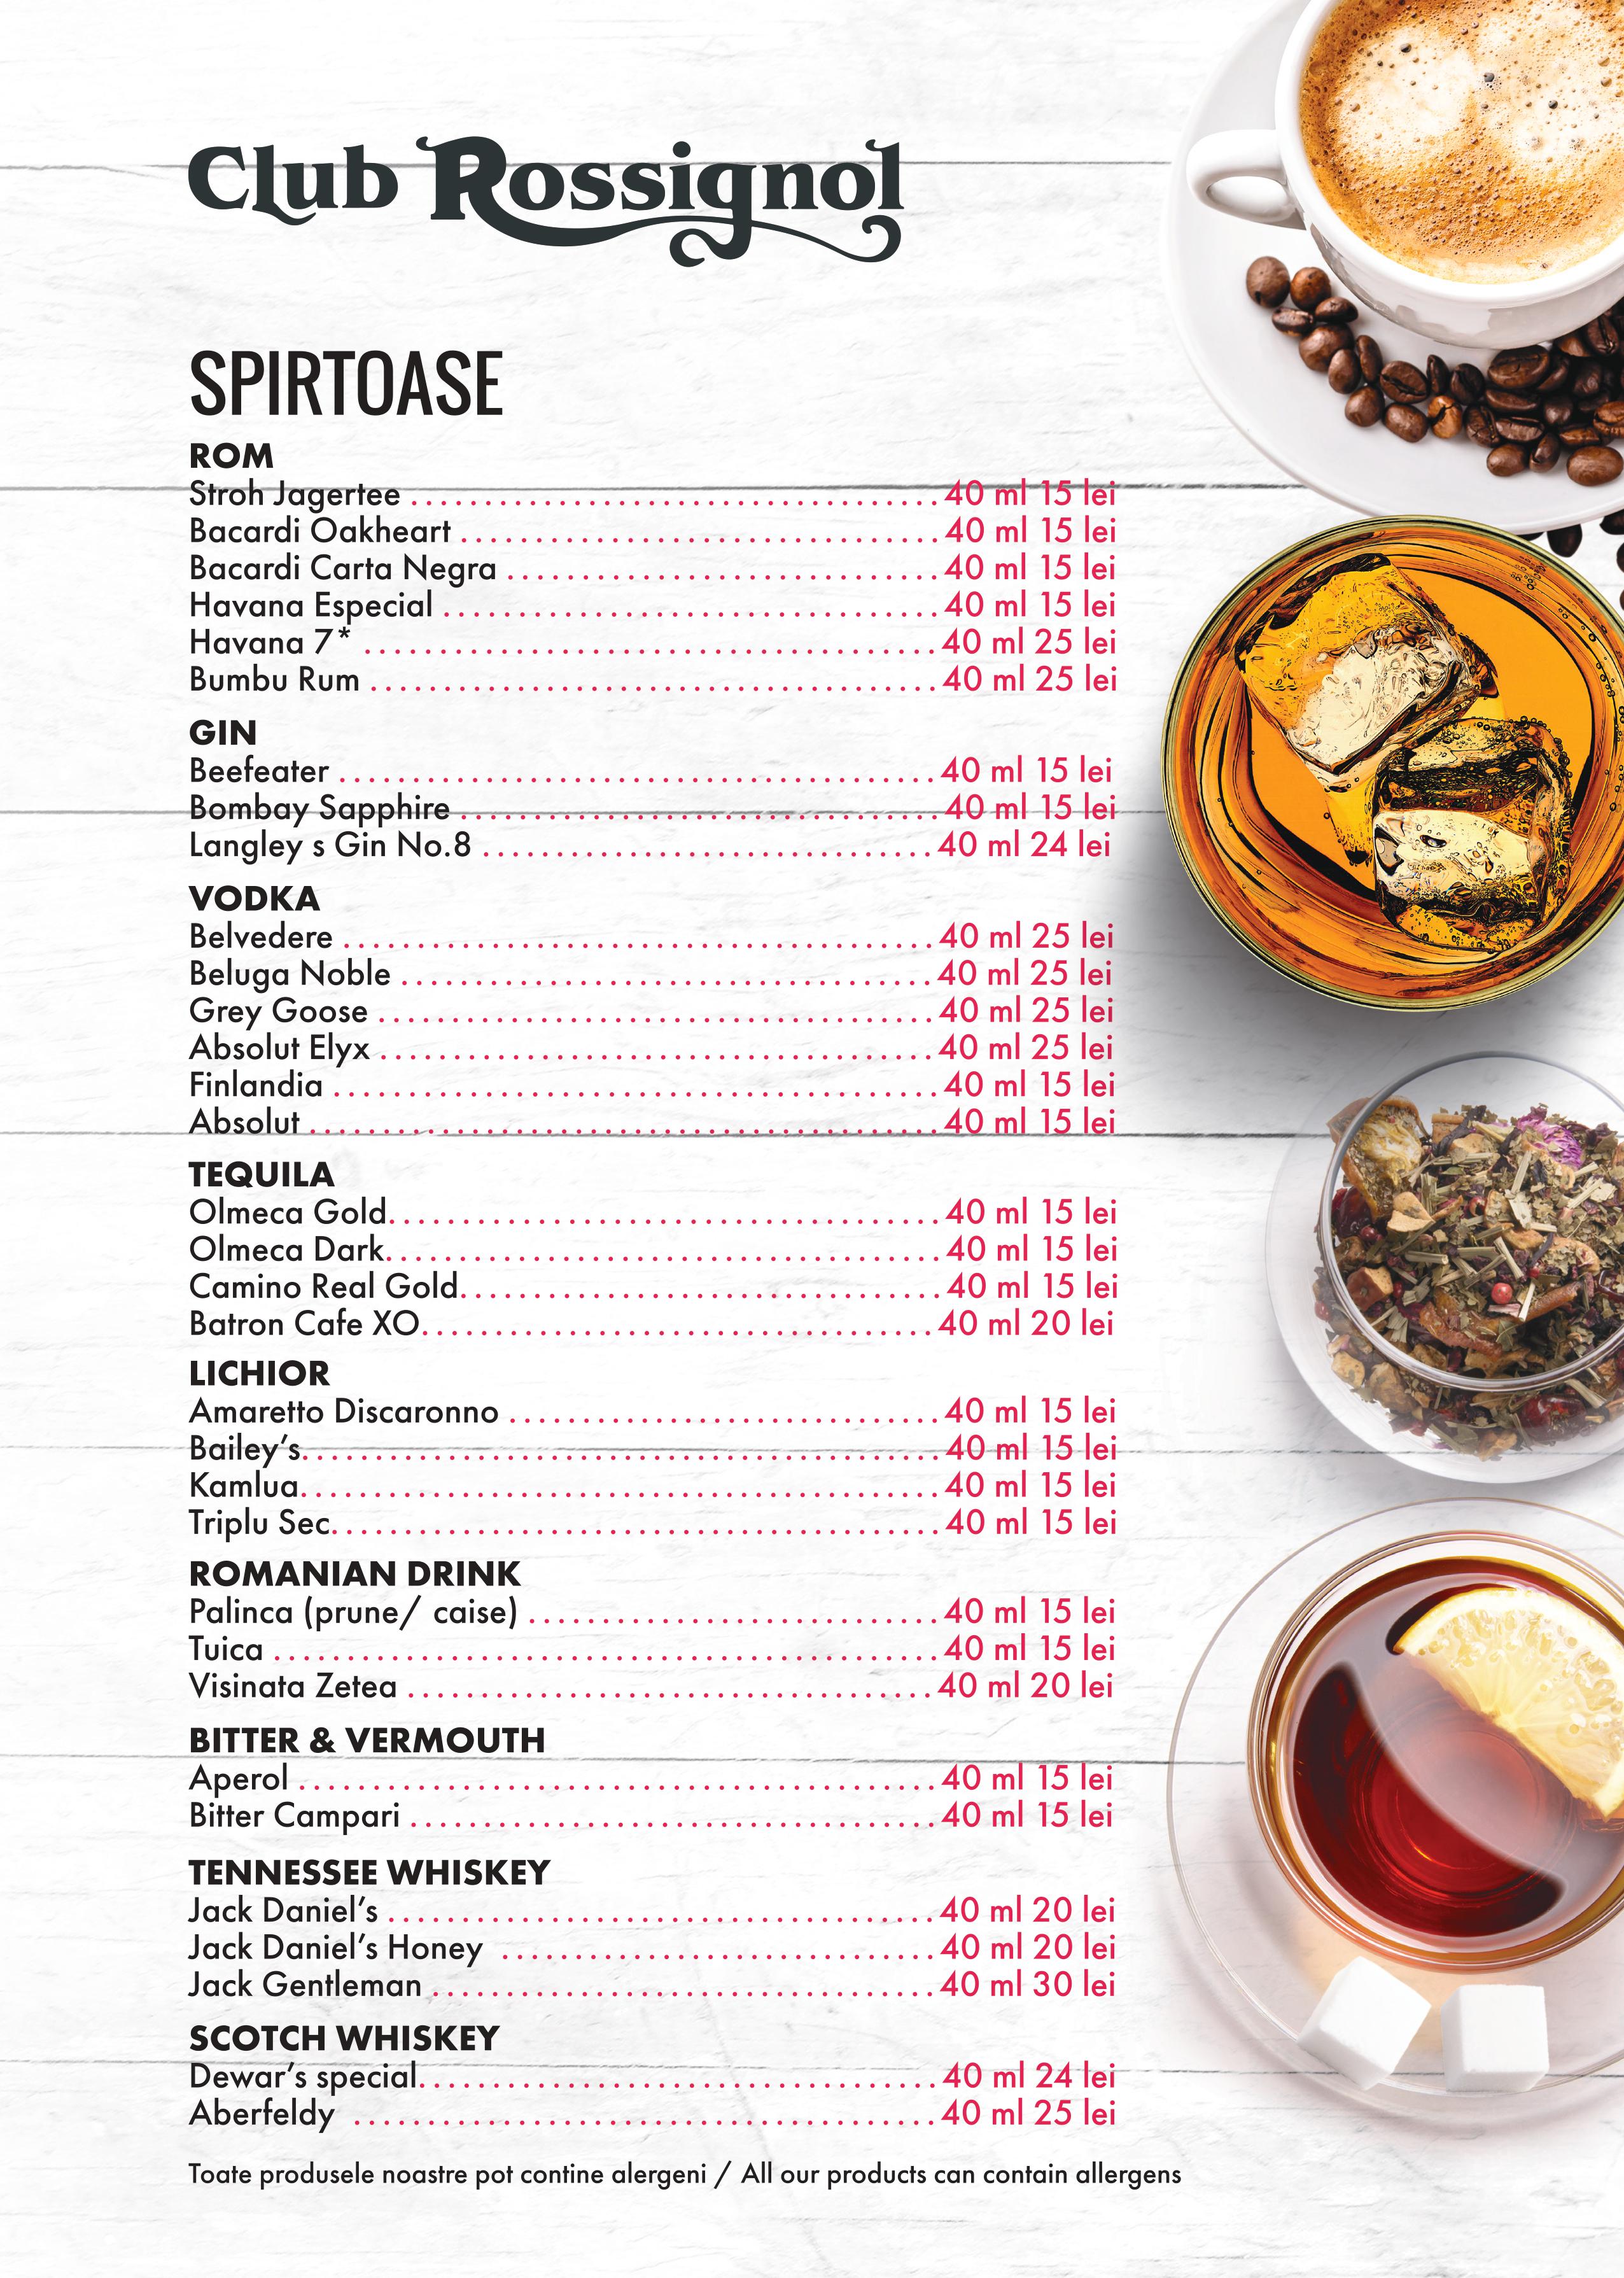 Club Rossignol
SPIRTOASE
ROM
Stroh Jagertee ........................................ 40 ml 15 lei
Bacardi Oakheart ........................................ 40 ml 15 lei
Bacardi Carta Negra ........................................ 40 ml 15 lei
Havana Especial ........................................ 40 ml 15 lei
Havana 7* ........................................ 40 ml 25 lei
Bumbu Rum ........................................ 40 ml 25 lei
GIN
Beefeater ........................................ 40 ml 15 lei
Bombay Sapphire ........................................ 40 ml 15 lei
Langley s Gin No.8 ........................................ 40 ml 24 lei
VODKA
Belvedere ........................................ 40 ml 25 lei
Beluga Noble ........................................ 40 ml 25 lei
Grey Goose ........................................ 40 ml 25 lei
Absolut Elyx ........................................ 40 ml 25 lei
Finlandia ........................................ 40 ml 15 lei
Absolut ........................................ 40 ml 15 lei
TEQUILA
Olmeca Gold........................................ 40 ml 15 lei
Olmeca Dark........................................ 40 ml 15 lei
Camino Real Gold........................................ 40 ml 15 lei
Batron Cafe XO........................................ 40 ml 20 lei
LICHIOR
Amaretto Discaronno ........................................ 40 ml 15 lei
Bailey's........................................ 40 ml 15 lei
Kamlua........................................ 40 ml 15 lei
Triplu Sec........................................ 40 ml 15 lei
ROMANIAN DRINK
Palinca (prune/ caise) ........................................ 40 ml 15 lei
Tuica ........................................ 40 ml 15 lei
Visinata Zetea ........................................ 40 ml 20 lei
BITTER & VERMOUTH
Aperol ........................................ 40 ml 15 lei
Bitter Campari ........................................ 40 ml 15 lei
TENNESSEE WHISKEY
Jack Daniel's ........................................ 40 ml 20 lei
Jack Daniel's Honey ........................................ 40 ml 20 lei
Jack Gentleman ........................................ 40 ml 30 lei
SCOTCH WHISKEY
Dewar's special........................................ 40 ml 24 lei
Aberfeldy ........................................ 40 ml 25 lei
Toate produsele noastre pot contine alergeni / All our products can contain allergens